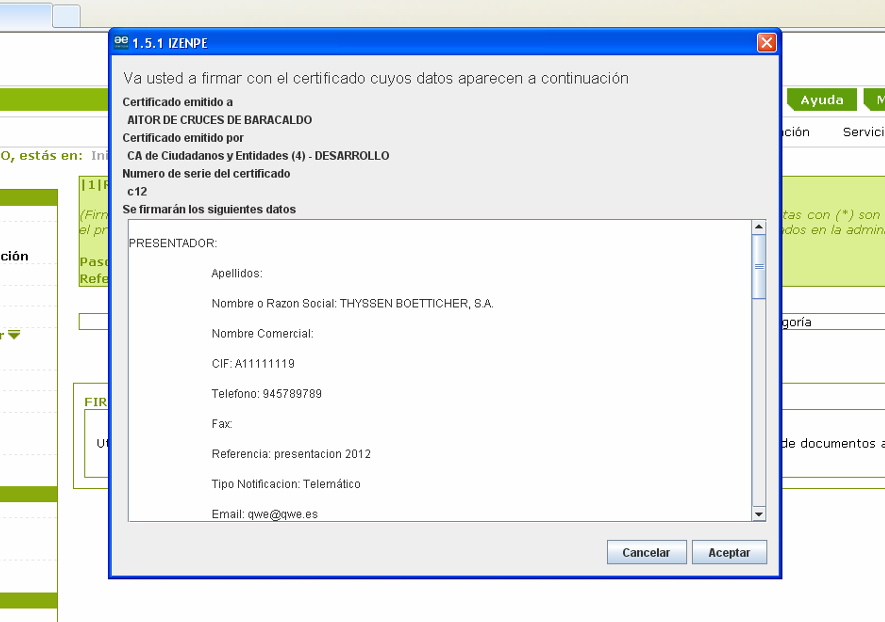 1.5.1 IZENPE
Va usted a firmar con el certificado cuyos datos aparecen a continuación
Certificado emitido a
AITOR DE CRUCES DE BARACALDO
Certificado emitido por
CA de Ciudadanos y Entidades (4) - DESARROLLO
Numero de serie del certificado
c12
Se firmarán los siguientes datos
PRESENTADOR:
Apellidos:
Nombre o Razon Social: THYSSEN BOETTICHER, S.A.
Nombre Comercial:
CIF: A11111119
Telefono: 945789789
Fax:
Referencia: presentacion 2012
Tipo Notificacion: Telemático
Email: qwe@qwe.es
Cancelar Aceptar
Ayuda M
ción Servici
O, estás en: Ini
|1|
(Firm tas con (*) son
el pr dos en la admin
ción
Paso
Refe
goría
r
FIR
Ut de documentos a